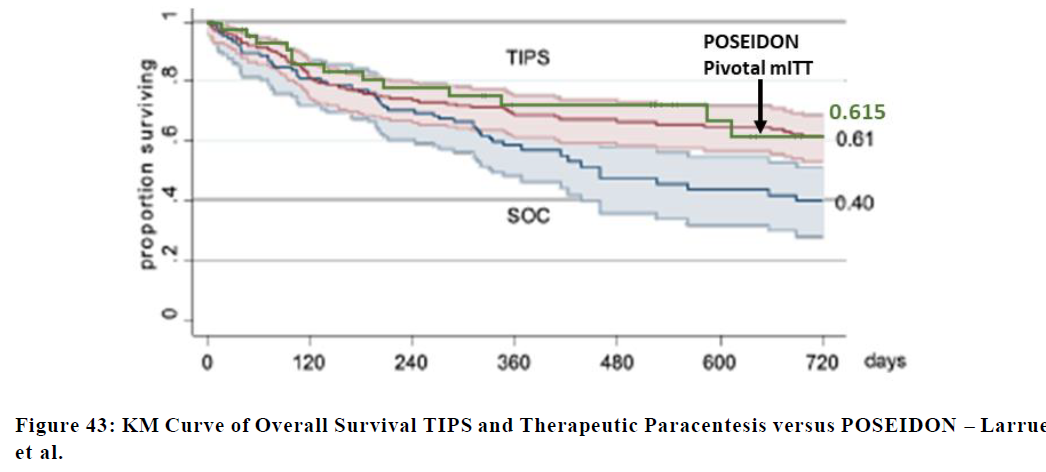 proportion surviving
1
.8
.6
.4
.2
0
TIPS
SOC
POSEIDON
Pivotal mITT
0.615
0.61
0.40
0 120 240 360 480 600 720 days
Figure 43: KM Curve of Overall Survival TIPS and Therapeutic Paracentesis versus POSEIDON – Larrue
et al.